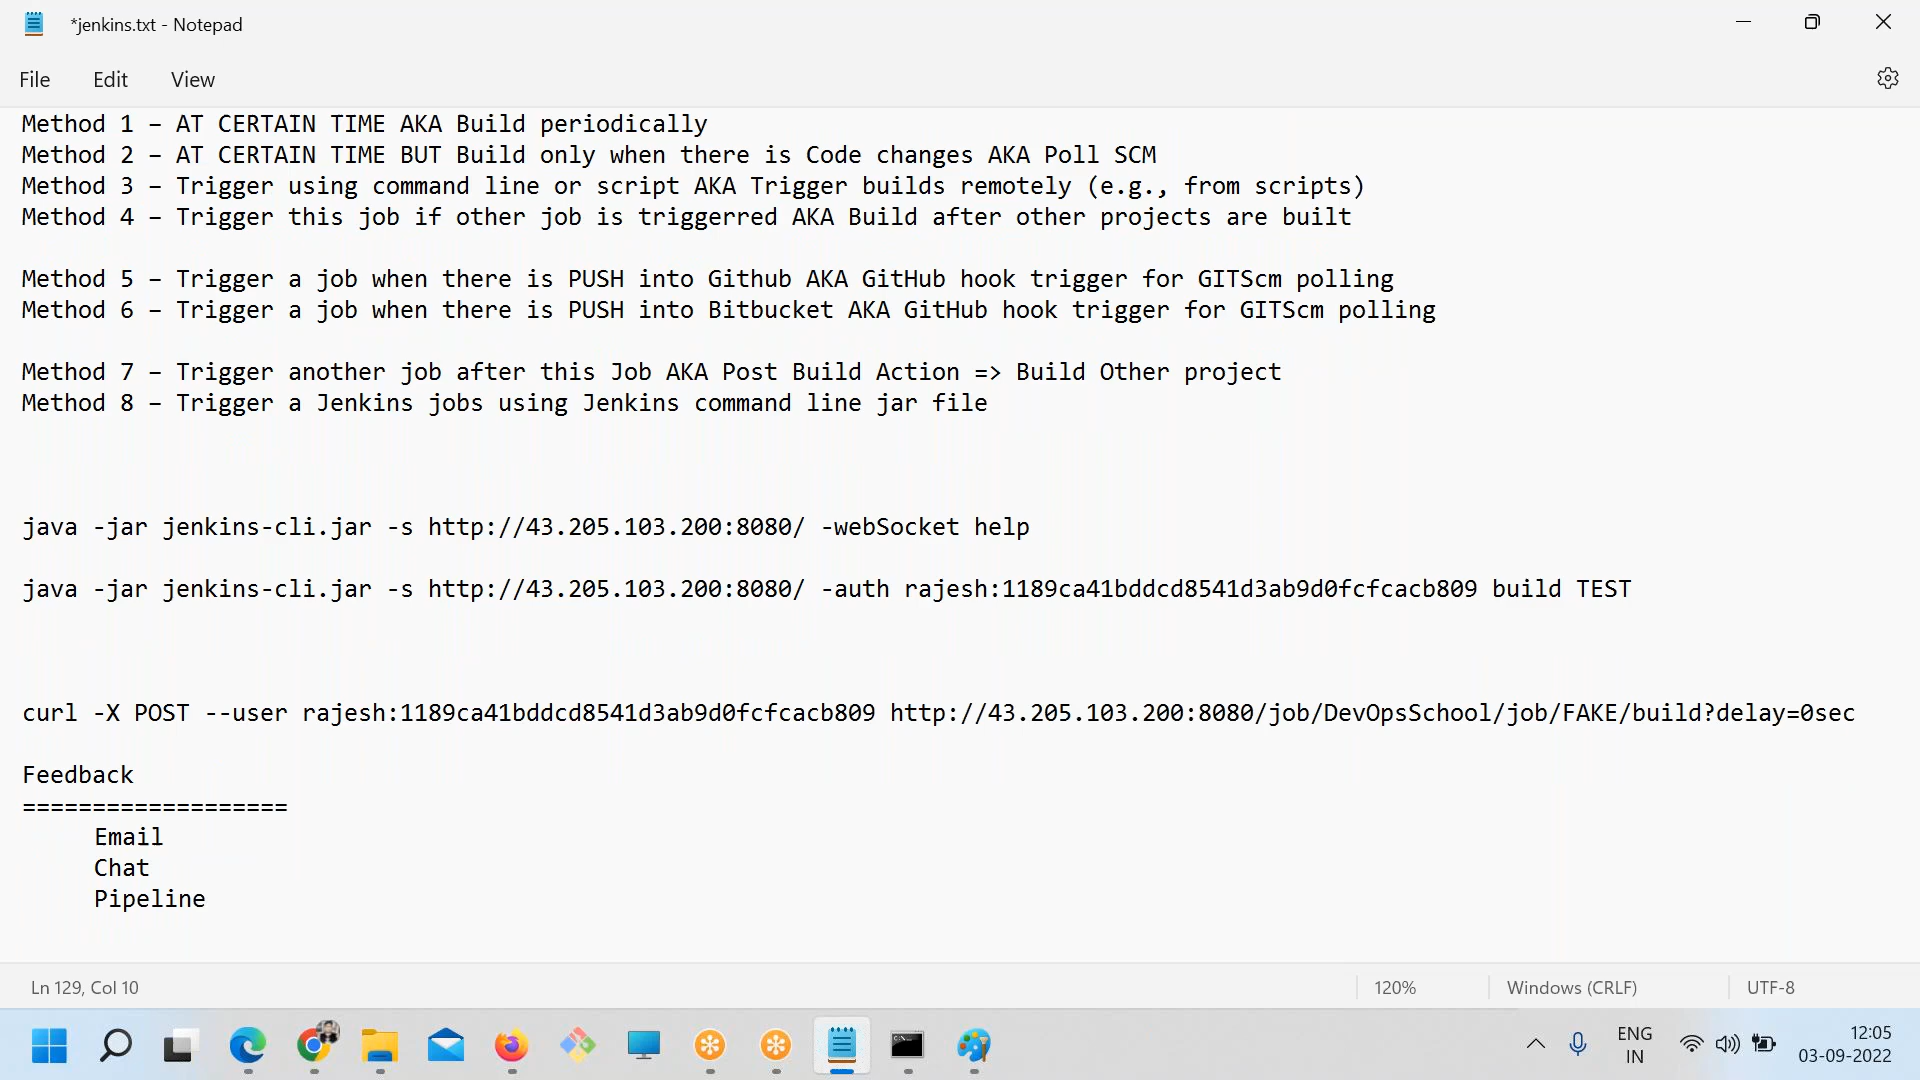 *jenkins.txt - Notepad
File Edit View
Method 1 – AT CERTAIN TIME AKA Build periodically
Method 2 – AT CERTAIN TIME BUT Build only when there is Code changes AKA Poll SCM
Method 3 – Trigger using command line or script AKA Trigger builds remotely (e.g., from scripts)
Method 4 – Trigger this job if other job is triggerred AKA Build after other projects are built
Method 5 – Trigger a job when there is PUSH into Github AKA GitHub hook trigger for GITScm polling
Method 6 – Trigger a job when there is PUSH into Bitbucket AKA GitHub hook trigger for GITScm polling
Method 7 – Trigger another job after this Job AKA Post Build Action => Build Other project
Method 8 – Trigger a Jenkins jobs using Jenkins command line jar file
java -jar jenkins-cli.jar -s http://43.205.103.200:8080/ -webSocket help
java -jar jenkins-cli.jar -s http://43.205.103.200:8080/ -auth rajesh:1189ca41bddcd8541d3ab9d0fcfcacb809 build TEST
curl -X POST --user rajesh:1189ca41bddcd8541d3ab9d0fcfcacb809 http://43.205.103.200:8080/job/DevOpsSchool/job/FAKE/build?delay=0sec
Feedback
===================
Email
Chat
Pipeline
Ln 129, Col 10 120% Windows (CRLF) UTF-8
ENG 12:05
IN 03-09-2022